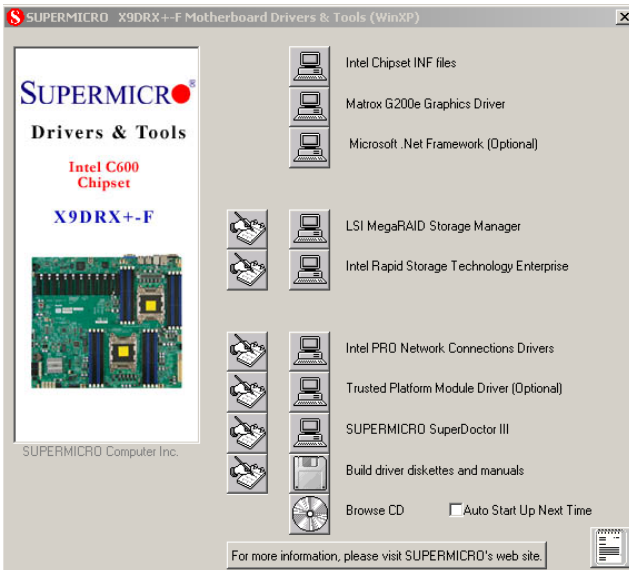 SUPERMICRO X9DRX+-F Motherboard Drivers & Tools (WinXP)
SUPERMICRO®
Drivers & Tools
Intel C600
Chipset
X9DRX+-F
SUPERMICRO Computer Inc.
Intel Chipset INF files
Matrox G200e Graphics Driver
Microsoft .Net Framework (Optional)
LSI MegaRAID Storage Manager
Intel Rapid Storage Technology Enterprise
Intel PRO Network Connections Drivers
Trusted Platform Module Driver (Optional)
SUPERMICRO SuperDoctor III
Build driver diskettes and manuals
Browse CD
Auto Start Up Next Time
For more information, please visit SUPERMICRO's web site.